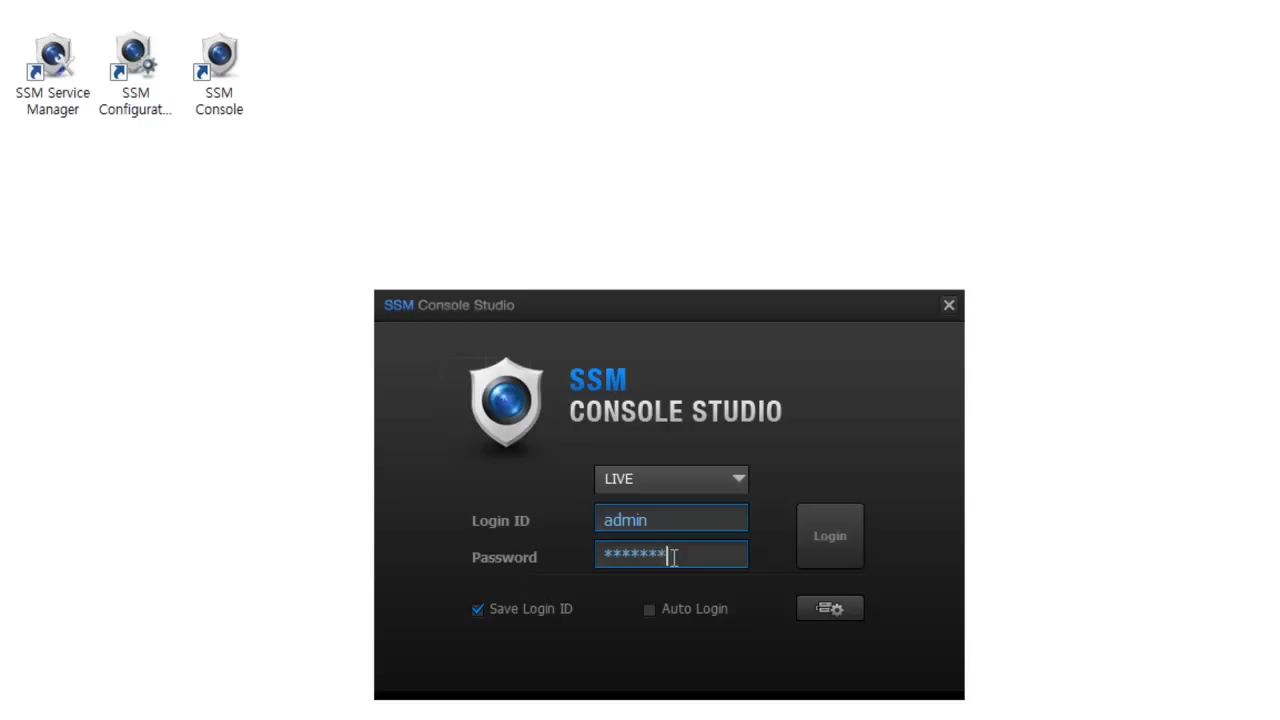 SSM Service
Manager
SSM
Configurat...
SSM
Console
SSM Console Studio
SSM
CONSOLE STUDIO
LIVE
Login ID
admin
Password
*******
Login
Save Login ID
Auto Login